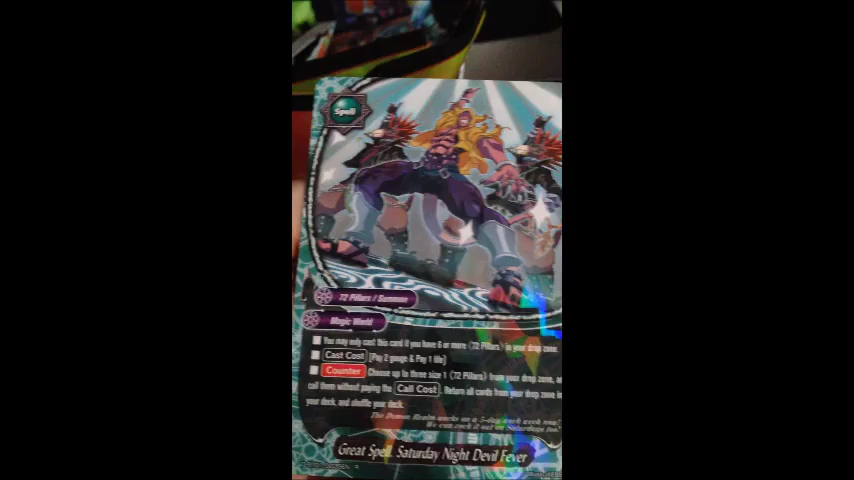 Spell
72 Pillars / Summon
Magic World
You may only cast this card if you have 6 or more 《72 Pillars》 in your drop zone.
Cast Cost [Pay 2 gauge & Pay 1 life]
Counter Choose up to three size 1 《72 Pillars》 from your drop zone, a
call them without paying the Call Cost. Return all cards from your drop zone in
your deck, and shuffle your deck.
The Demon Realm works on a 5-day work week now!
We can rock it out on Saturdays too!
Great Spell, Saturday Night Devil Fever